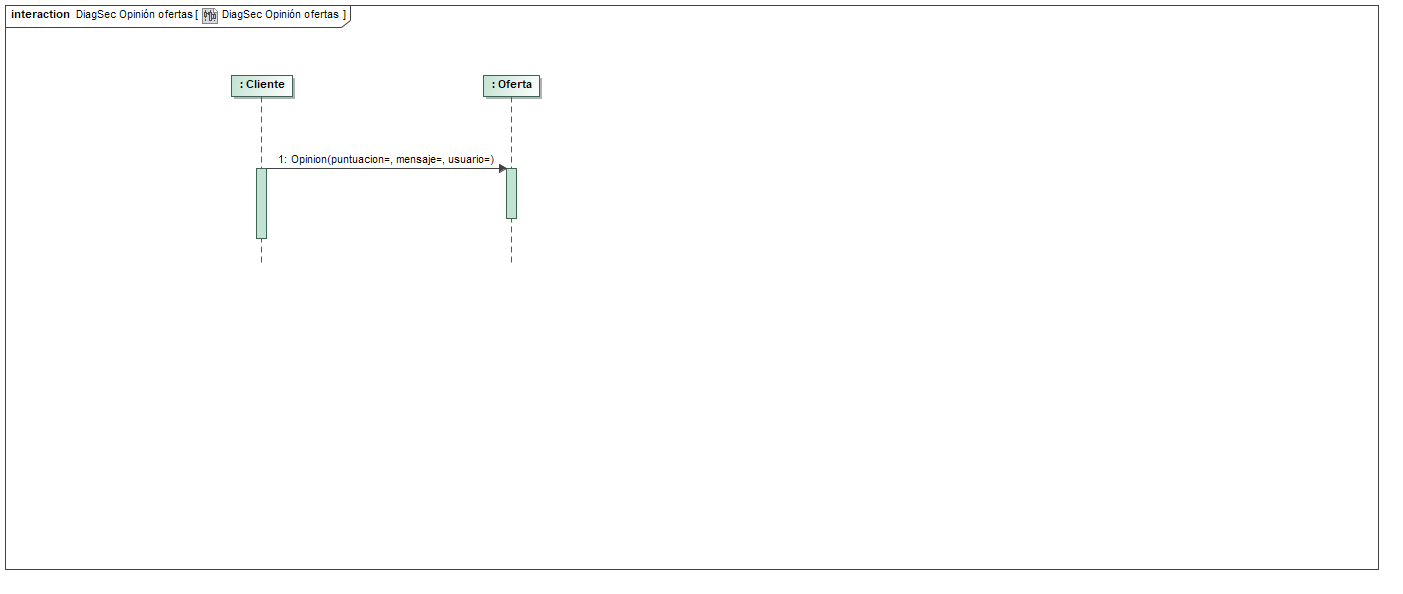 interaction DiagSec Opinión ofertas [ DiagSec Opinión ofertas ]
: Cliente
: Oferta
1: Opinion(puntuacion=, mensaje=, usuario=)